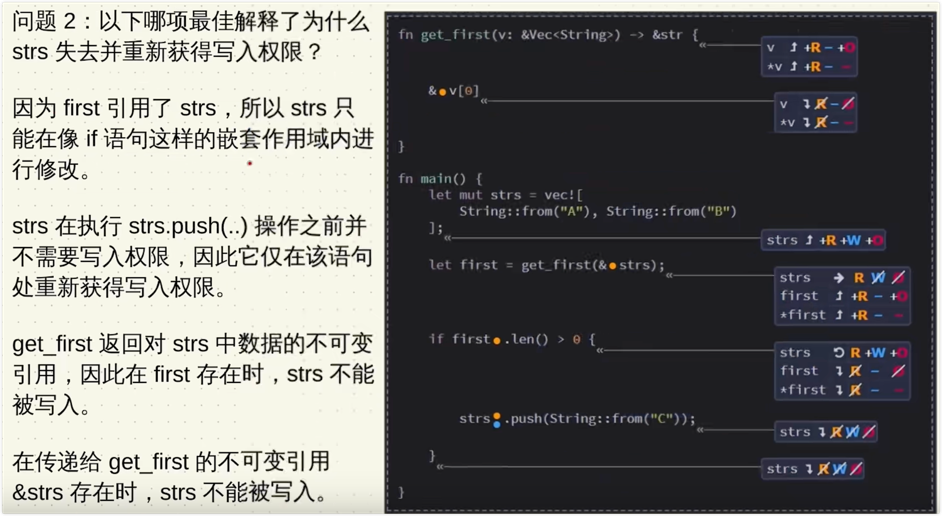 问题 2：以下哪项最佳解释了为什么
strs 失去并重新获得写入权限？
因为 first 引用了 strs，所以 strs 只
能在像 if 语句这样的嵌套作用域内进
行修改。
strs 在执行 strs.push(..) 操作之前并
不需要写入权限，因此它仅在该语句
处重新获得写入权限。
get_first 返回对 strs 中数据的不可变
引用，因此在 first 存在时，strs 不能
被写入。
在传递给 get_first 的不可变引用
&strs 存在时，strs 不能被写入。
fn get_first(v: &Vec<String>) -> &str {
v ↥ +R - +O
*v ↥ +R - -
&●v[0]
v ↧ R - O
*v ↧ R - -
}
fn main() {
let mut strs = vec![
String::from("A"), String::from("B")
];
strs ↥ +R +W +O
let first = get_first(&●strs);
strs → R W O
first ↥ +R - +O
*first ↥ +R - -
if first●.len() > 0 {
strs ↻ R +W +O
first ↧ R - O
*first ↧ R - -
strs●.push(String::from("C"));
strs ↧ R W O
}
strs ↧ R W O
}